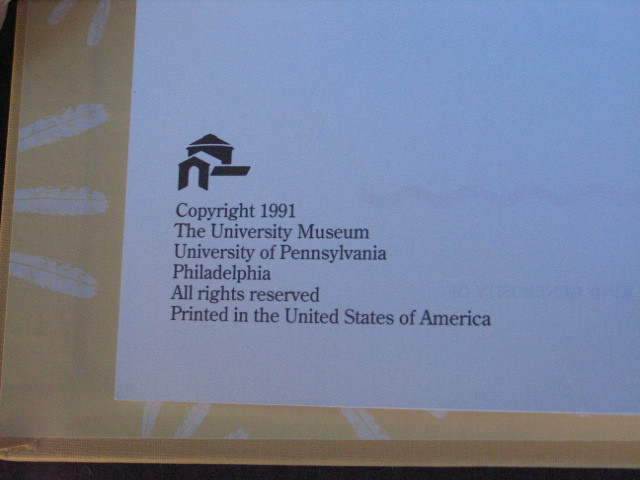 Copyright 1991
The University Museum
University of Pennsylvania
Philadelphia
All rights reserved
Printed in the United States of America